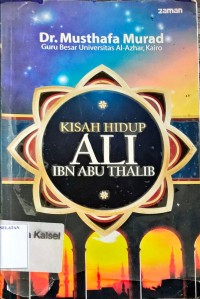 zaman
Dr. Musthafa Murad
Guru Besar Universitas Al-Azhar, Kairo
KISAH HIDUP
ALI
IBN ABU THALIB
Kalsel